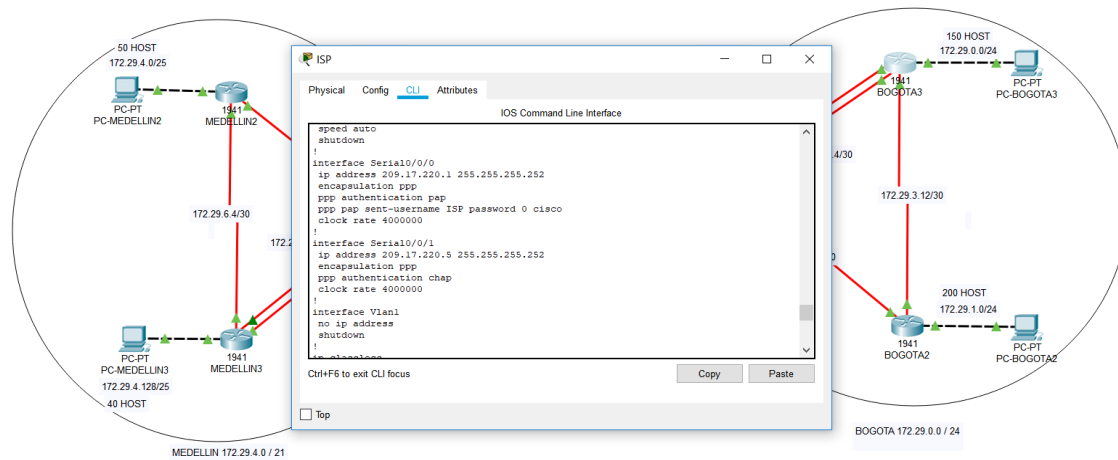 50 HOST
172.29.4.0/25
PC-PT
PC-MEDELLIN2
1941
MEDELLIN2
172.29.6.4/30
172.2
PC-PT
PC-MEDELLIN3
172.29.4.128/25
40 HOST
1941
MEDELLIN3
MEDELLIN 172.29.4.0 / 21
ISP
Physical Config CLI Attributes
IOS Command Line Interface
speed auto
shutdown
!
interface Serial0/0/0
ip address 209.17.220.1 255.255.255.252
encapsulation ppp
ppp authentication pap
ppp pap sent-username ISP password 0 cisco
clock rate 4000000
!
interface Serial0/0/1
ip address 209.17.220.5 255.255.255.252
encapsulation ppp
ppp authentication chap
clock rate 4000000
!
interface Vlan1
no ip address
shutdown
!
ip classless
Ctrl+F6 to exit CLI focus
Copy Paste
Top
150 HOST
172.29.0.0/24
1941
BOGOTA3
PC-PT
PC-BOGOTA3
.4/30
172.29.3.12/30
0
200 HOST
172.29.1.0/24
1941
BOGOTA2
PC-PT
PC-BOGOTA2
BOGOTA 172.29.0.0 / 24